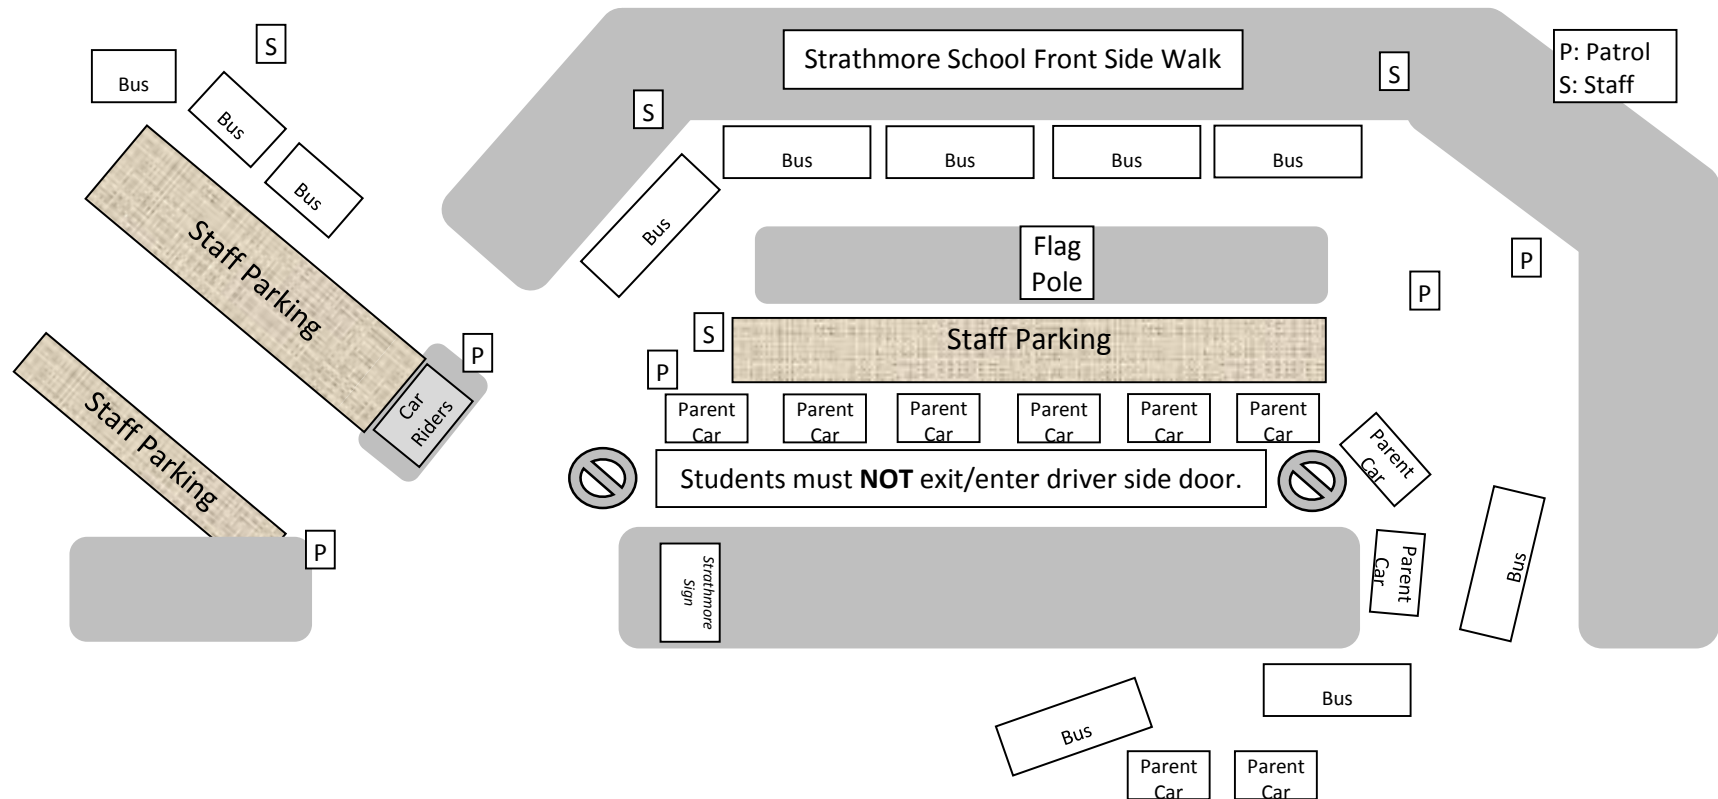 S
Bus
Bus
Bus
Strathmore School Front Side Walk
S
S
P: Patrol
S: Staff
Bus
Bus
Bus
Bus
Bus
Flag
Pole
P
P
Staff Parking
Staff Parking
Car
Riders
P
P
S
Staff Parking
P
Parent
Car
Parent
Car
Parent
Car
Parent
Car
Parent
Car
Parent
Car
Parent
Car
Students must NOT exit/enter driver side door.
Strathmore
Sign
Parent
Car
Bus
Bus
Bus
Parent
Car
Parent
Car